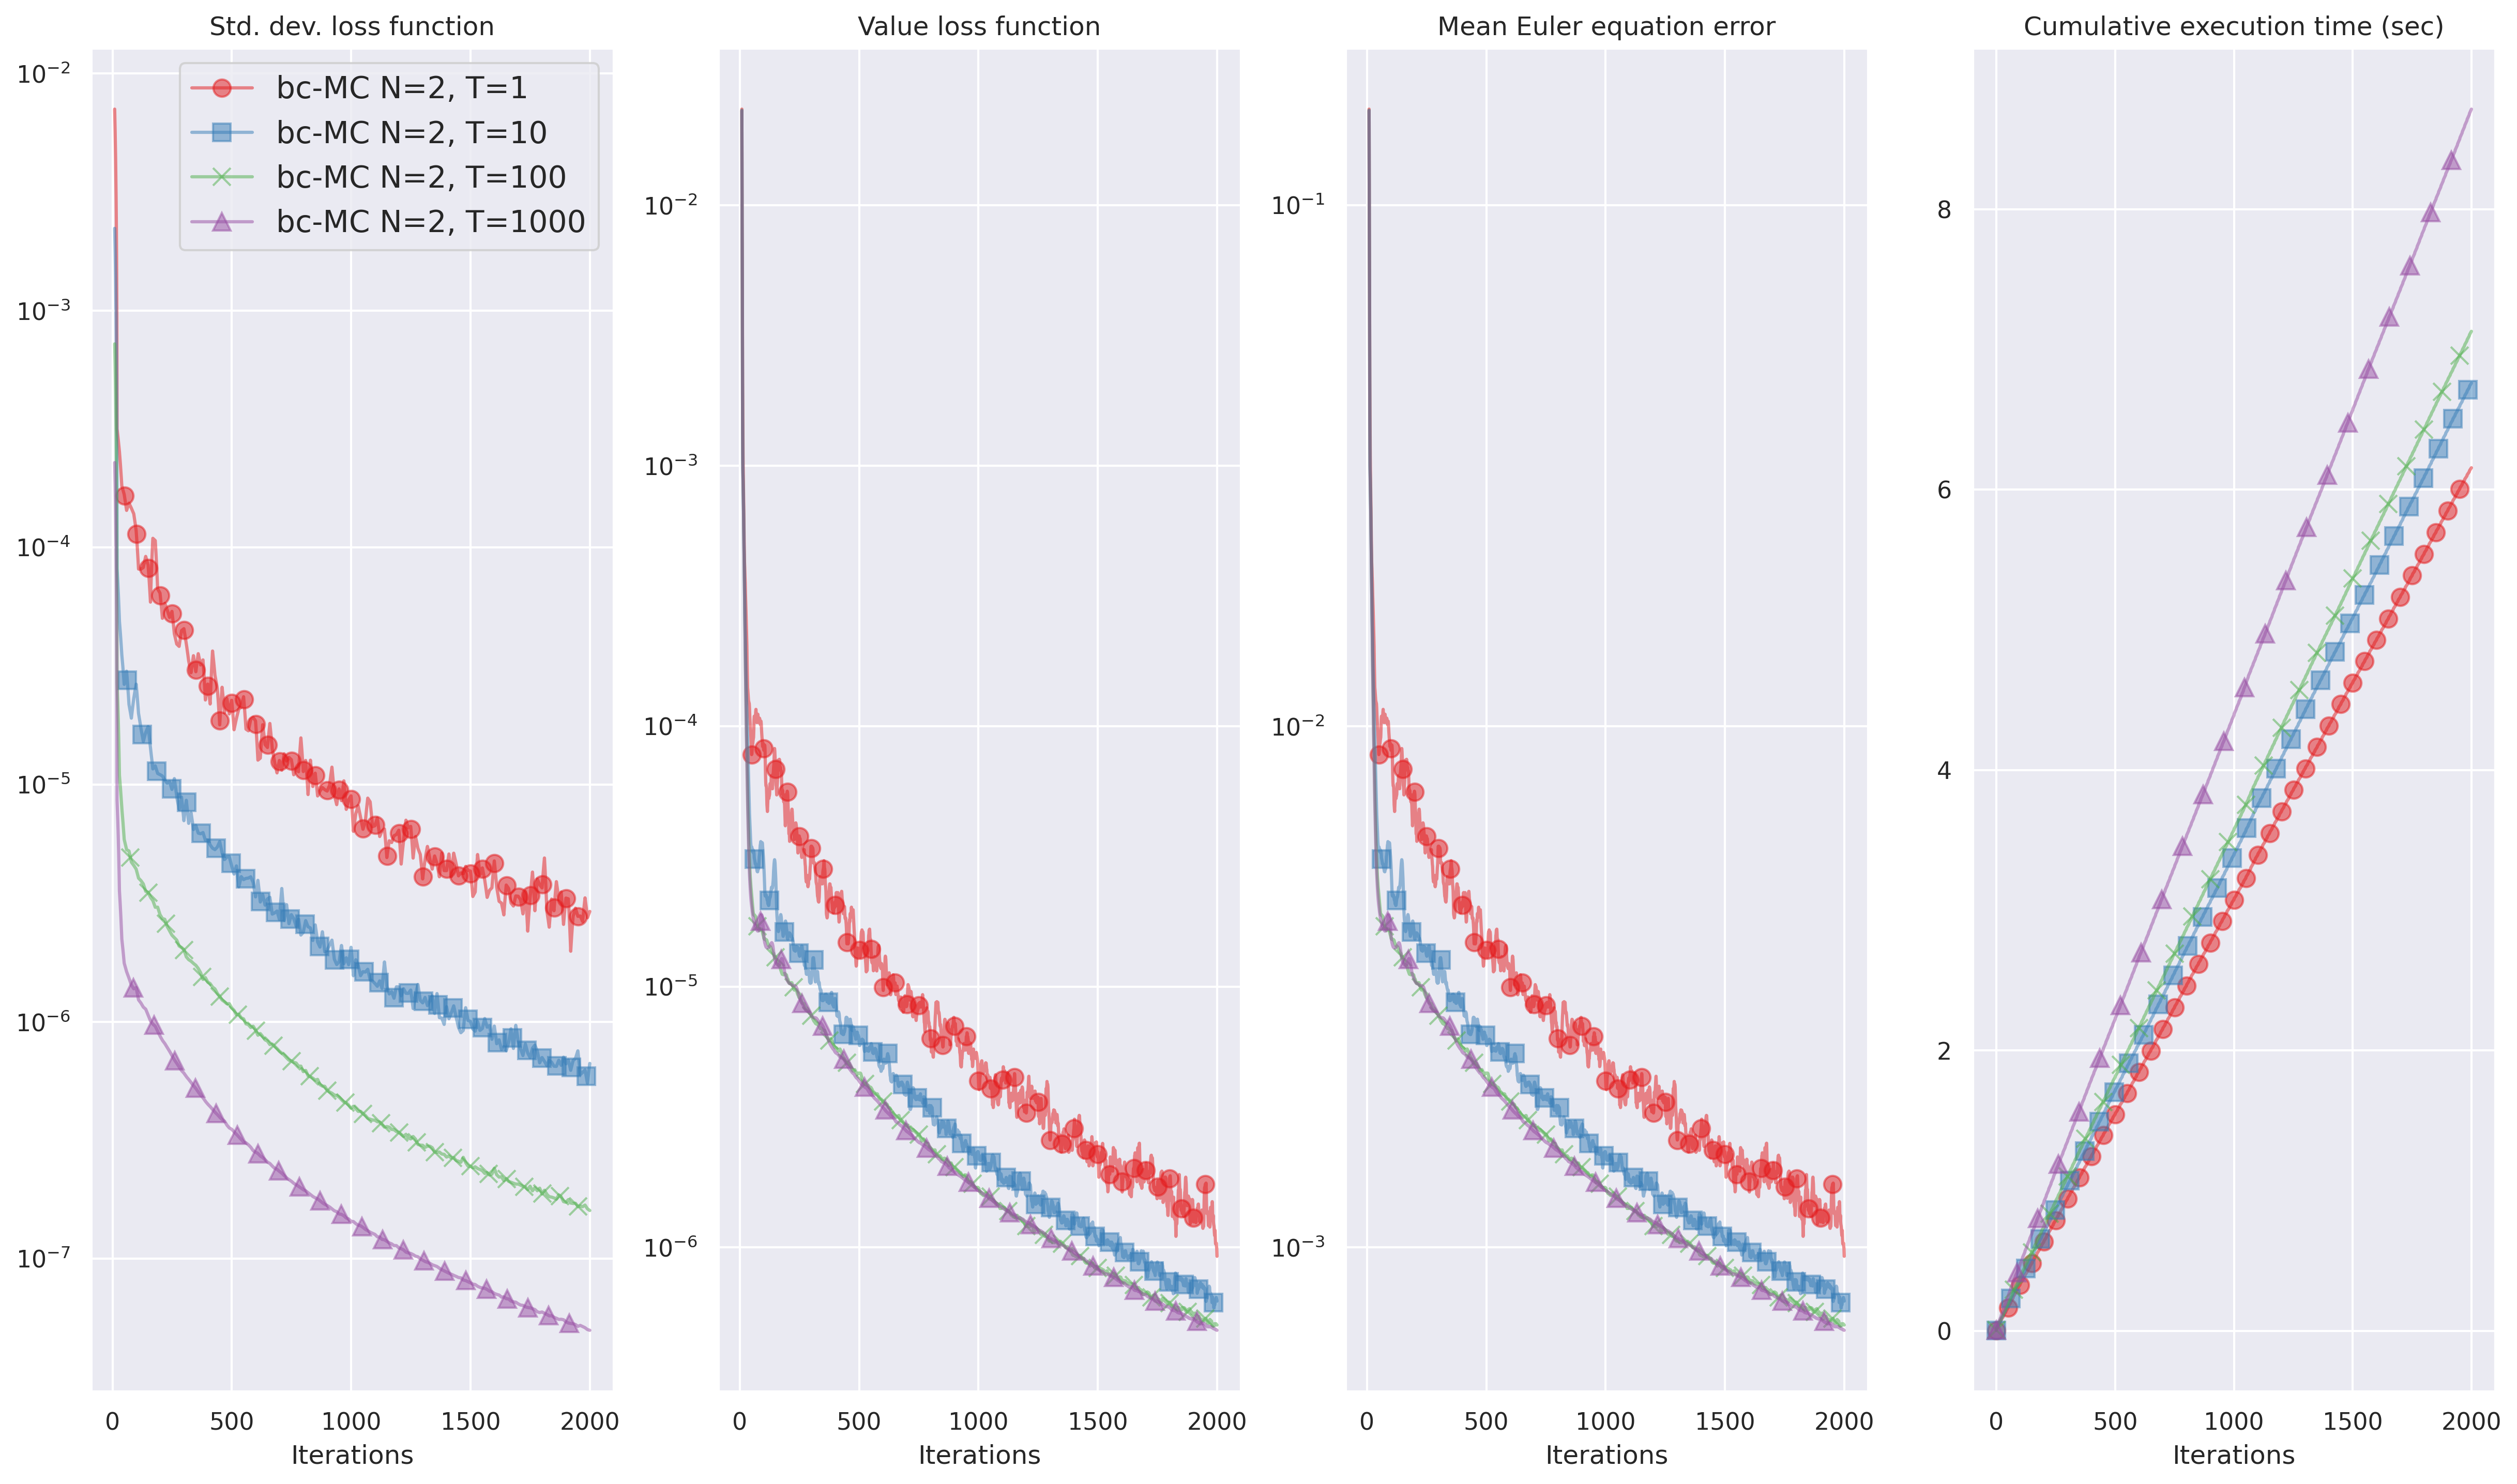 Std. dev. loss function
10⁻²
10⁻³
10⁻⁴
10⁻⁵
10⁻⁶
10⁻⁷
bc-MC N=2, T=1
bc-MC N=2, T=10
bc-MC N=2, T=100
bc-MC N=2, T=1000
0 500 1000 1500 2000
Iterations
Value loss function
10⁻²
10⁻³
10⁻⁴
10⁻⁵
10⁻⁶
0 500 1000 1500 2000
Iterations
Mean Euler equation error
10⁻¹
10⁻²
10⁻³
0 500 1000 1500 2000
Iterations
Cumulative execution time (sec)
8
6
4
2
0
0 500 1000 1500 2000
Iterations